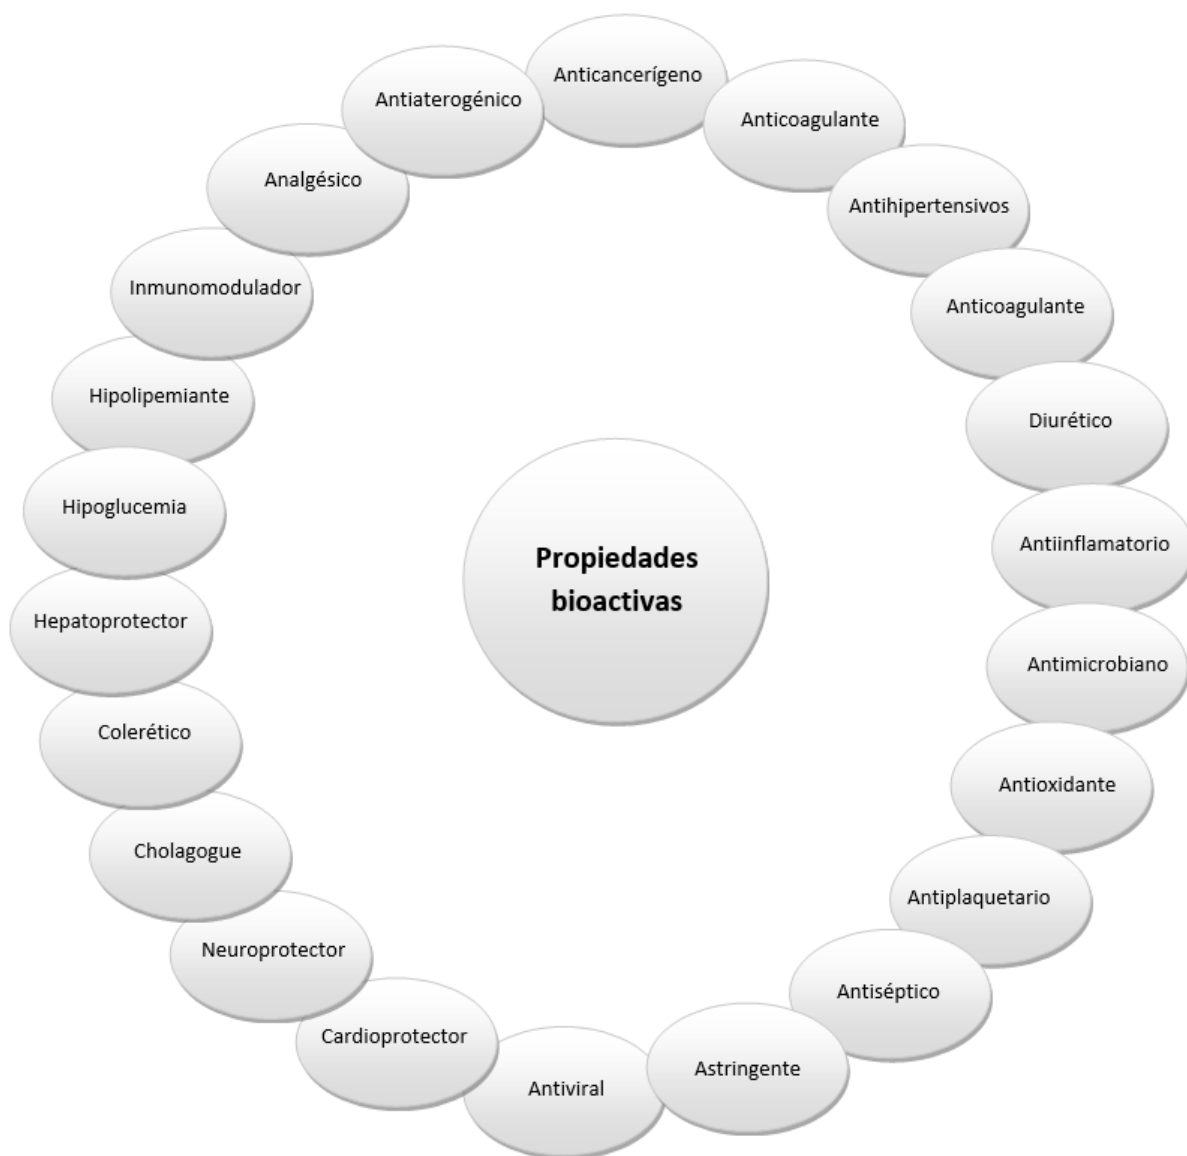 Anticancerígeno
Anticoagulante
Antihipertensivos
Anticoagulante
Diurético
Antiinflamatorio
Antimicrobiano
Antioxidante
Antiplaquetario
Antiséptico
Astringente
Antiviral
Cardioprotector
Neuroprotector
Cholagogue
Colerético
Hepatoprotector
Hipoglucemia
Hipolipemiante
Inmunomodulador
Analgésico
Antiaterogénico
Propiedades
bioactivas